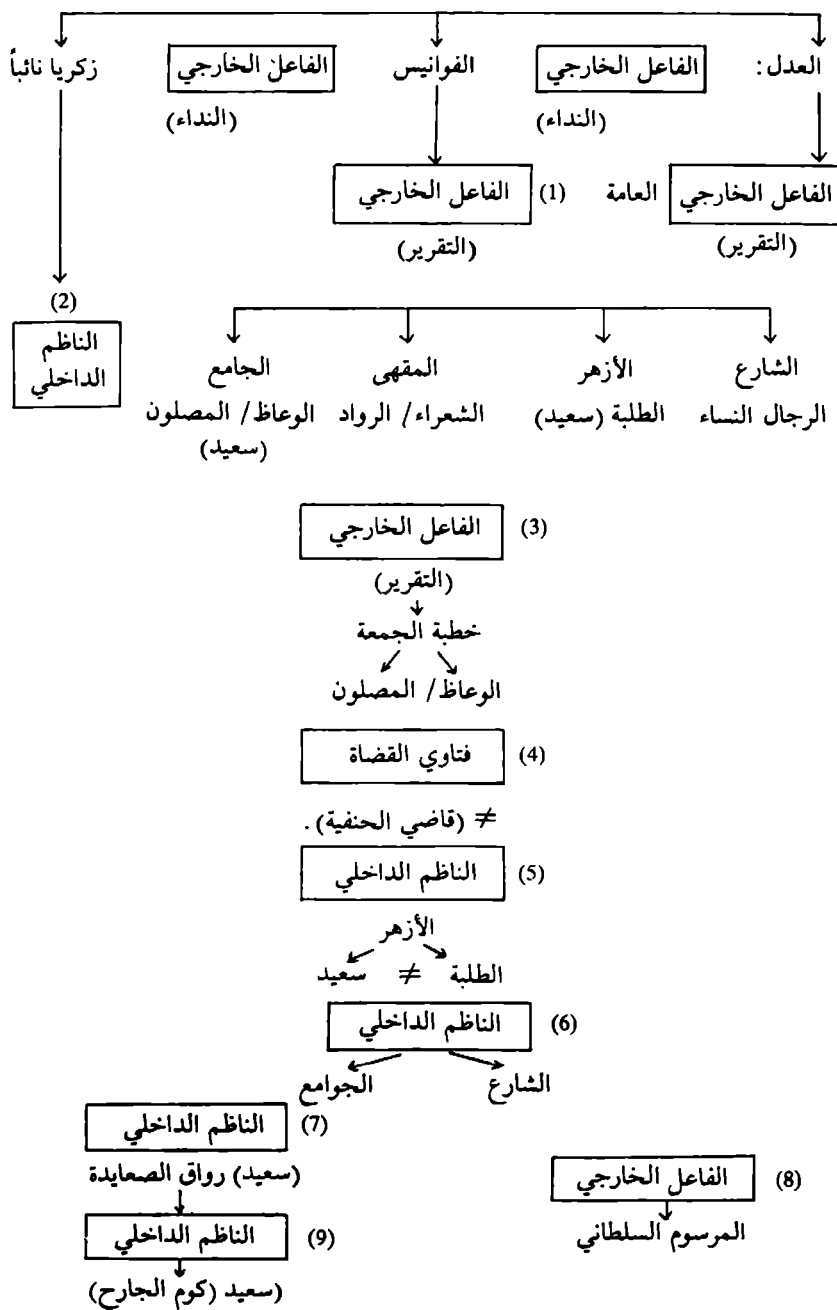 العدل: الفاعل الخارجي الفوانيس الفاعل الخارجي زكريا نائباً
(النداء) (النداء)
الفاعل الخارجي العامة (1) الفاعل الخارجي
(التقرير) (التقرير)
(2)
الناظم
الداخلي
الشارع الأزهر المقهى الجامع
الرجال النساء الطلبة (سعيد) الشعراء/ الرواد الوعاظ/ المصلون
(سعيد)
(3) الفاعل الخارجي
(التقرير)
خطبة الجمعة
الوعاظ/ المصلون
(4) فتاوي القضاة
≠ (قاضي الحنفية).
(5) الناظم الداخلي
الأزهر
الطلبة ≠ سعيد
(6) الناظم الداخلي
الشارع الجوامع
(7) الناظم الداخلي
(سعيد) رواق الصعايدة
(8) الفاعل الخارجي
المرسوم السلطاني
(9) الناظم الداخلي
سعيد (كوم الجارح)